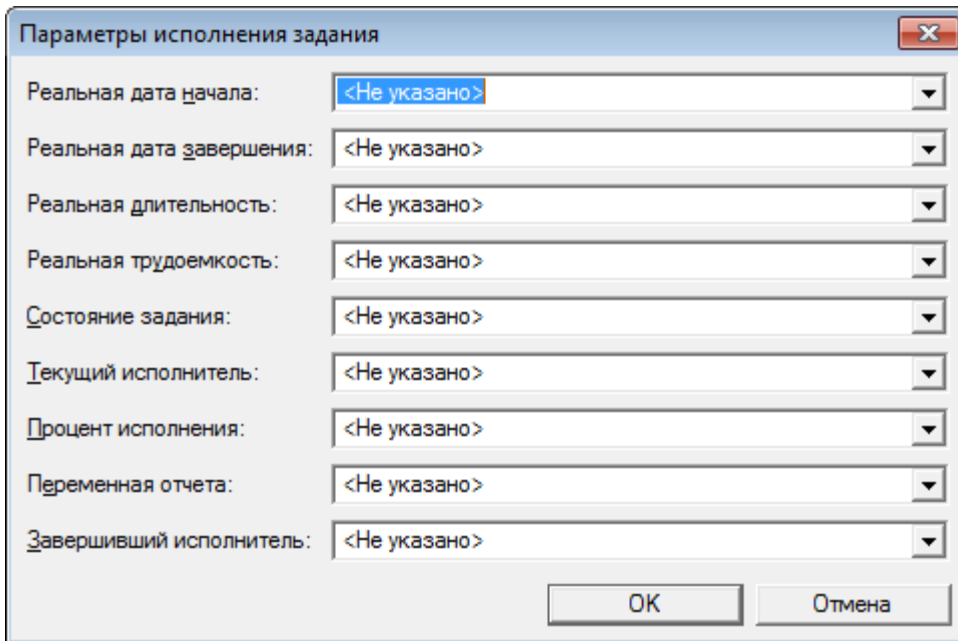 Параметры исполнения задания
Реальная дата начала: <Не указано>
Реальная дата завершения: <Не указано>
Реальная длительность: <Не указано>
Реальная трудоемкость: <Не указано>
Состояние задания: <Не указано>
Текущий исполнитель: <Не указано>
Процент исполнения: <Не указано>
Переменная отчета: <Не указано>
Завершивший исполнитель: <Не указано>
OK Отмена